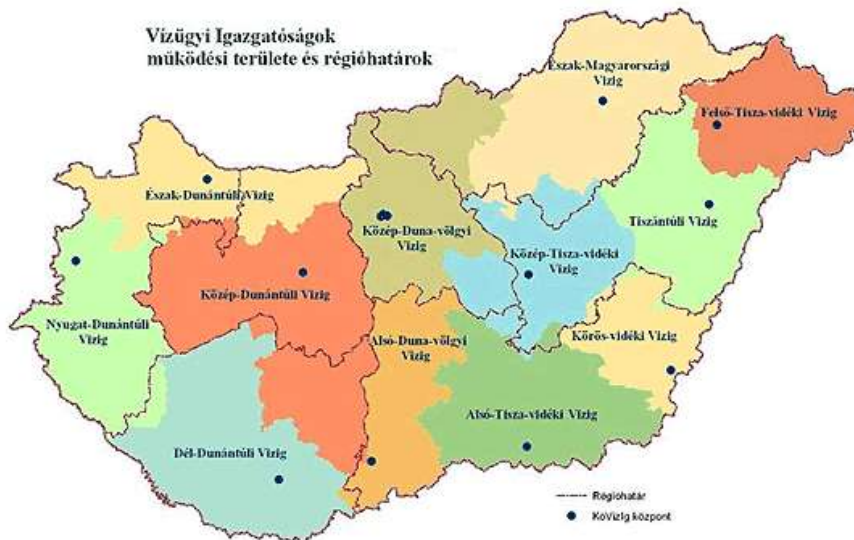 Vízügyi Igazgatóságok
működési területe és régióhatárok
Észak-Magyarországi
Vizig
Felső-Tisza-vidéki Vizig
Észak-Dunántúli Vizig
Tiszántúli Vizig
Közép-Duna-völgyi
Vizig
Közép-Tisza-vidéki
Vizig
Közép-Dunántúli Vizig
Nyugat-Dunántúli
Vizig
Alsó-Duna-völgyi
Vizig
Körös-vidéki Vizig
Alsó-Tisza-vidéki Vizig
Dél-Dunántúli Vizig
Régióhatár
KöVizIg központ